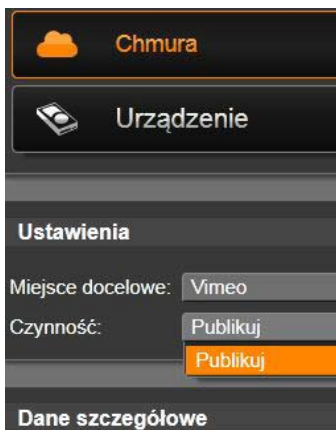 Chmura
Urządzenie
Ustawienia
Miejsce docelowe: Vimeo
Czynność: Publikuj
Publikuj
Dane szczegółowe